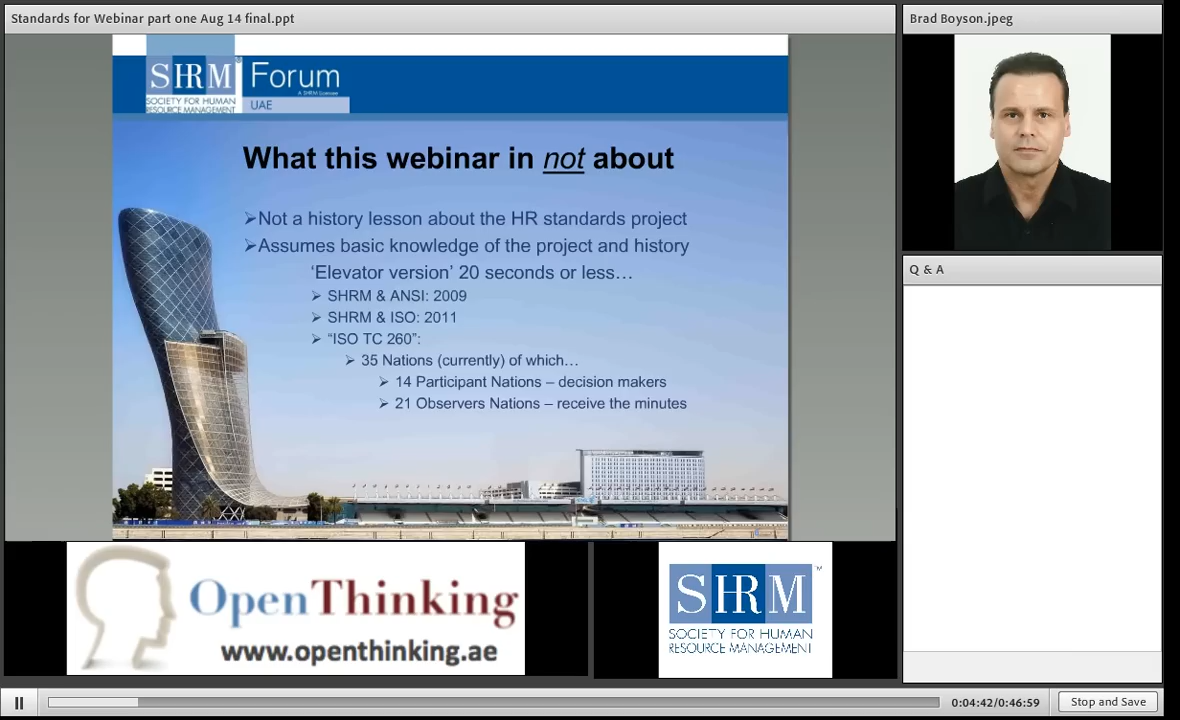 Standards for Webinar part one Aug 14 final.ppt
Brad Boyson.jpeg
SHRM Forum
A SHRM Licensee
SOCIETY FOR HUMAN
RESOURCE MANAGEMENT
UAE
What this webinar in not about
➢Not a history lesson about the HR standards project
➢Assumes basic knowledge of the project and history
‘Elevator version’ 20 seconds or less…
➢ SHRM & ANSI: 2009
➢ SHRM & ISO: 2011
➢ “ISO TC 260”:
➢ 35 Nations (currently) of which…
➢ 14 Participant Nations – decision makers
➢ 21 Observers Nations – receive the minutes
Q & A
OpenThinking
www.openthinking.ae
SHRM™
SOCIETY FOR HUMAN
RESOURCE MANAGEMENT
0:04:42/0:46:59
Stop and Save